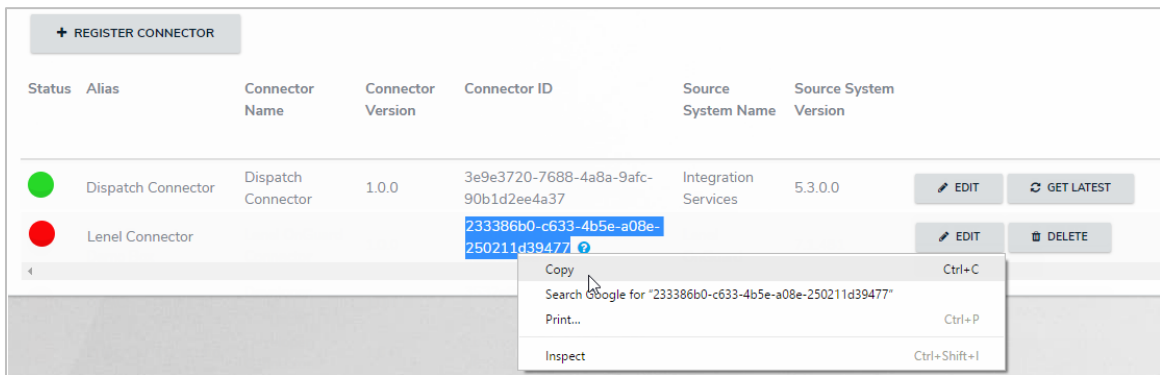 + REGISTER CONNECTOR
Status Alias Connector Connector Connector ID Source Source System
Name Version System Name Version
Dispatch Connector Dispatch 1.0.0 3e9e3720-7688-4a8a-9afc- Integration 5.3.0.0 EDIT GET LATEST
Connector 90b1d2ee4a37 Services
Lenel Connector 233386b0-c633-4b5e-a08e- EDIT DELETE
250211d39477 ?
Copy Ctrl+C
Search Google for "233386b0-c633-4b5e-a08e-250211d39477"
Print... Ctrl+P
Inspect Ctrl+Shift+I